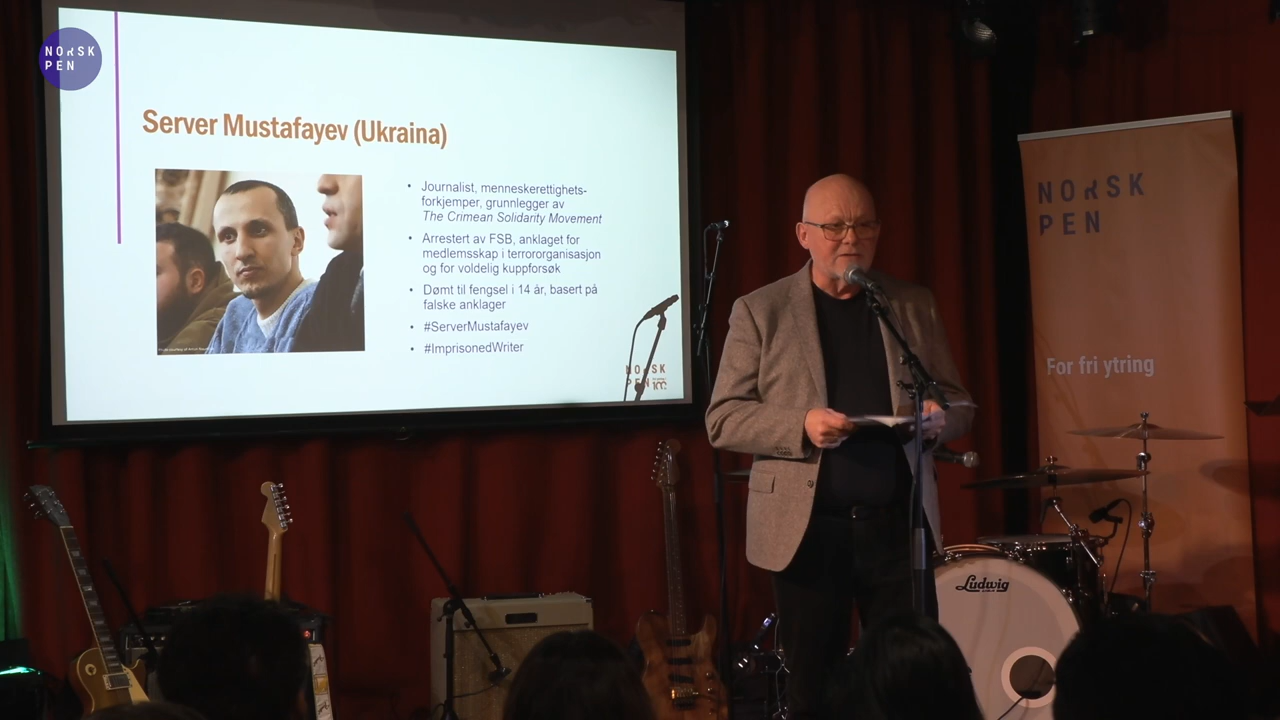 NORSK
PEN
Server Mustafayev (Ukraina)
• Journalist, menneskerettighets-
forkjemper, grunnlegger av
The Crimean Solidarity Movement
• Arrestert av FSB, anklaget for
medlemsskap i terrororganisasjon
og for voldelig kuppforsøk
• Dømt til fengsel i 14 år, basert på
falske anklager
• #ServerMustafayev
• #ImprisonedWriter
NORSK
PEN
100
NORSK
PEN
For fri ytring
Ludwig